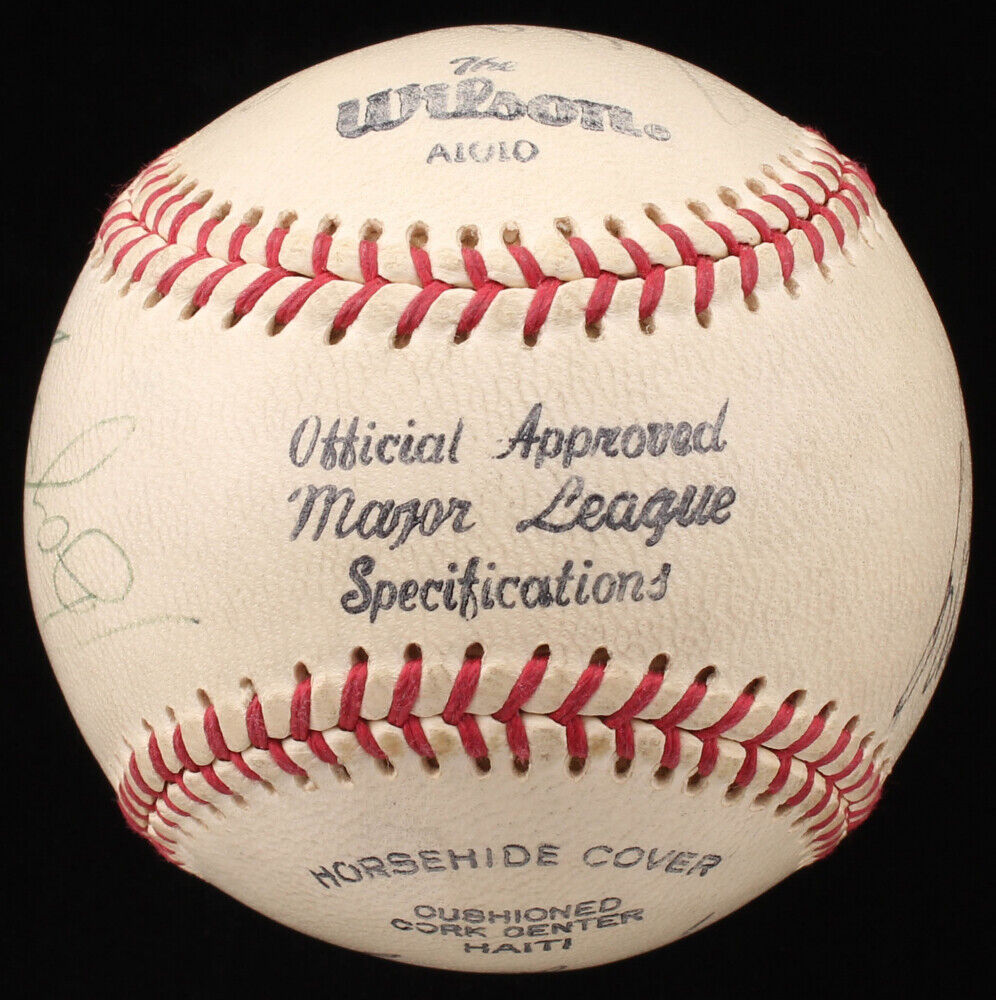 The
Wilson®
A1010
Official Approved
Major League
Specifications
HORSEHIDE COVER
CUSHIONED
CORK CENTER
HAITI